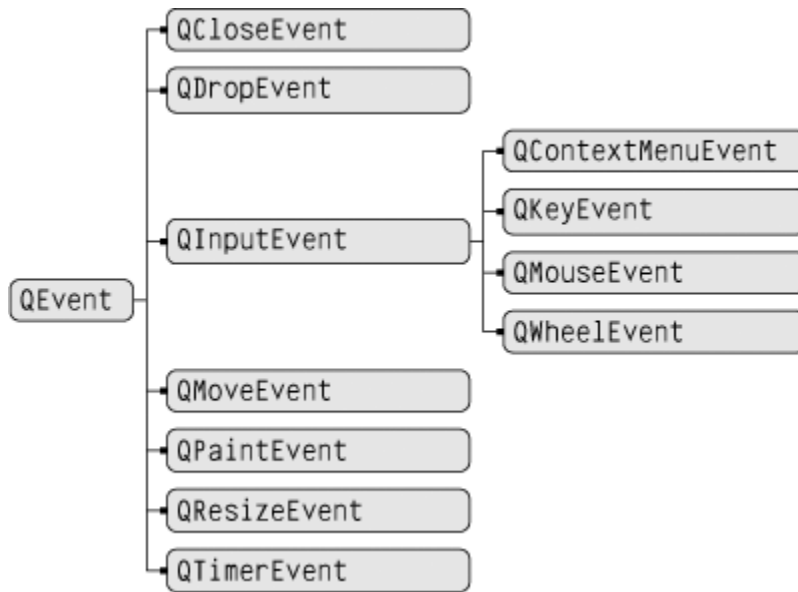 QCloseEvent
QDropEvent
QContextMenuEvent
QKeyEvent
QInputEvent
QMouseEvent
QEvent
QWheelEvent
QMoveEvent
QPaintEvent
QResizeEvent
QTimerEvent